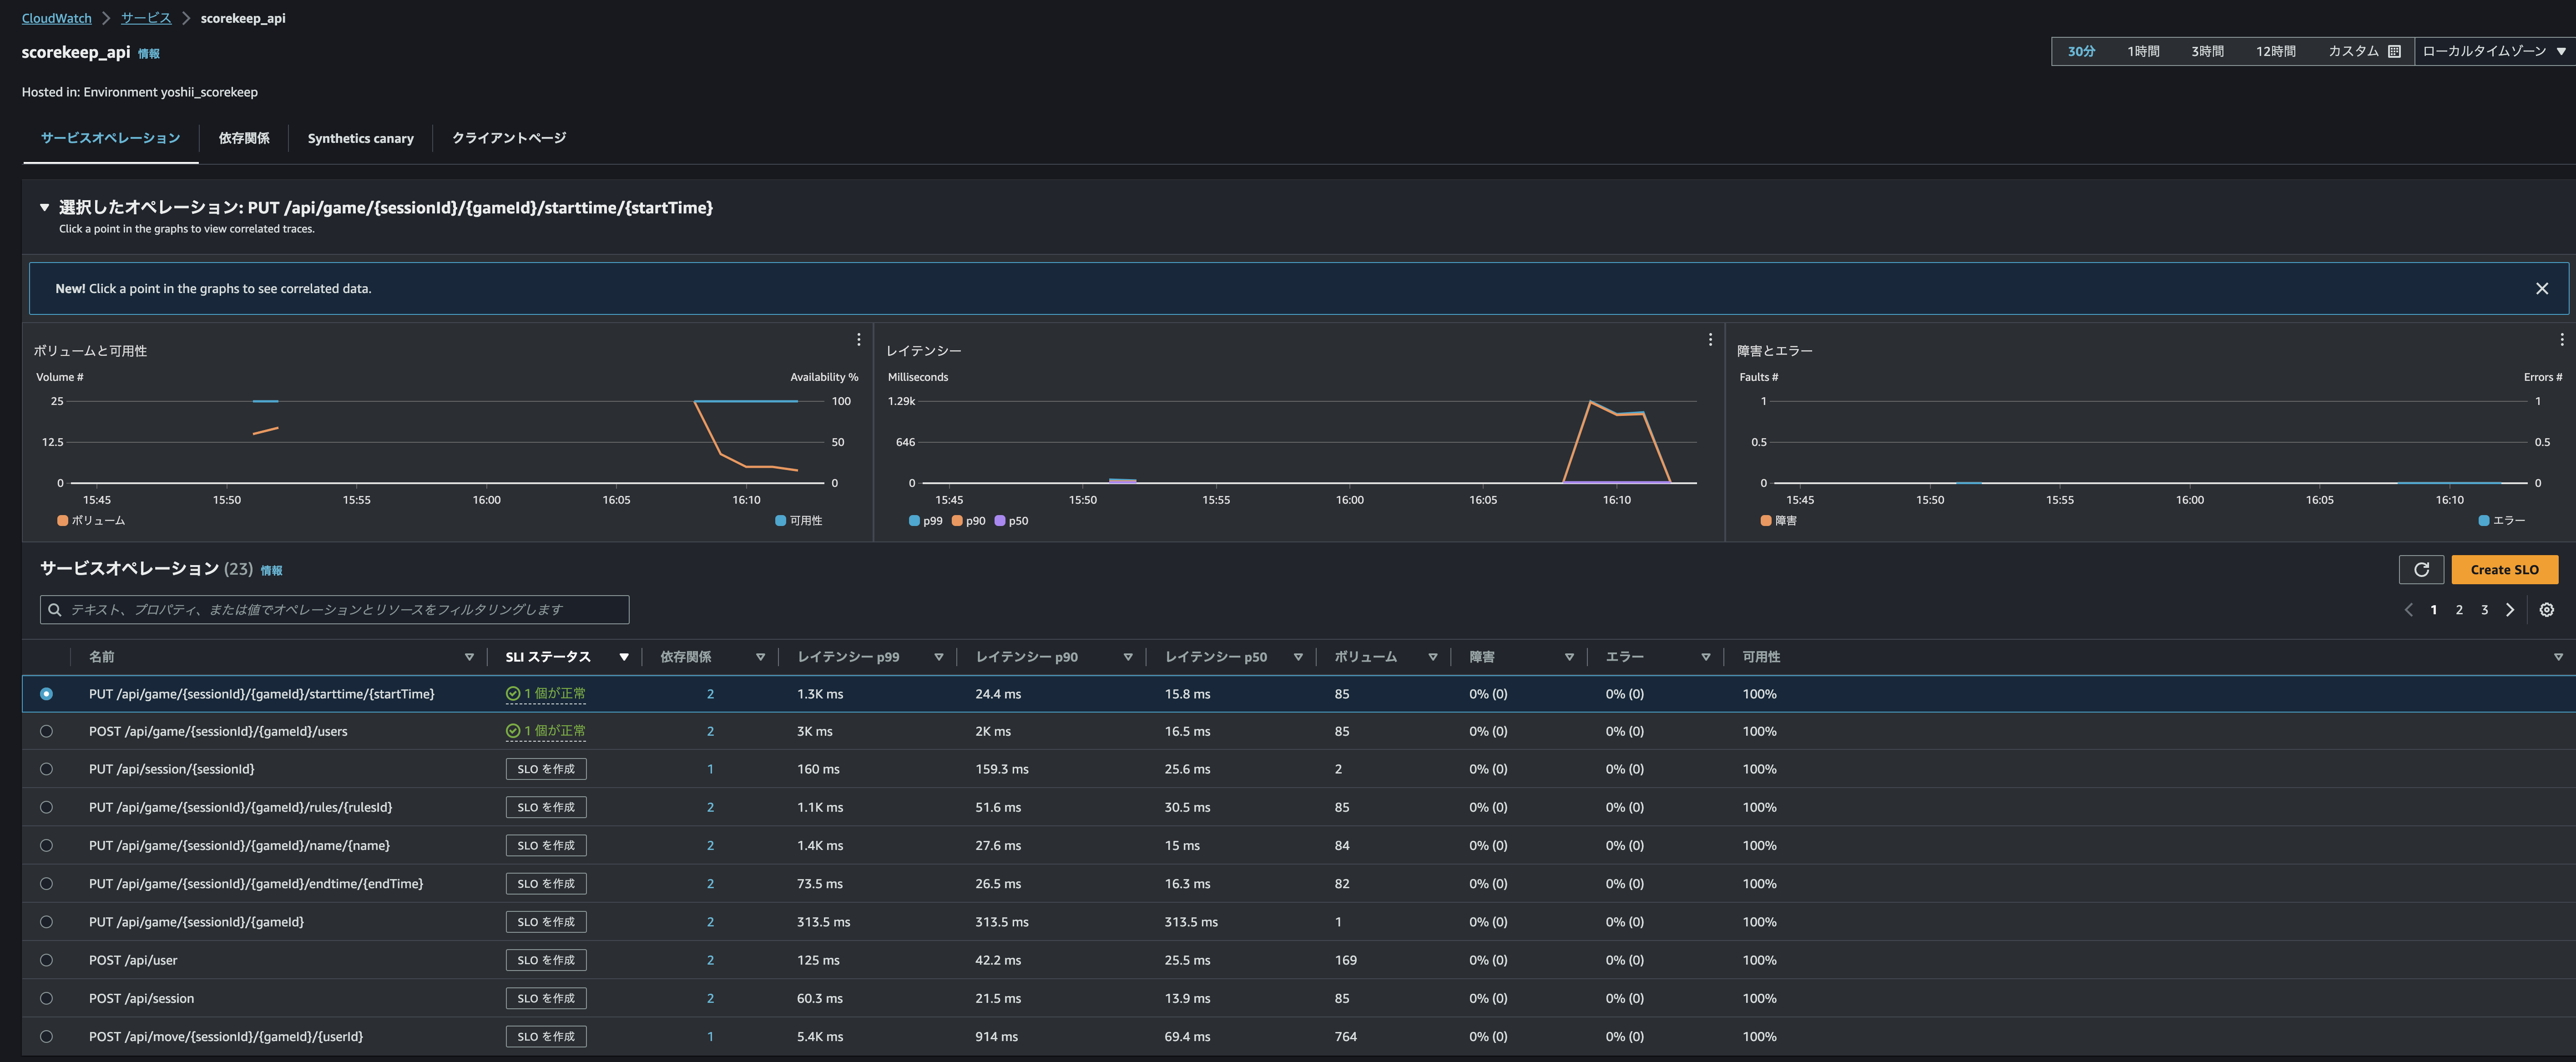 CloudWatch > サービス > scorekeep_api
scorekeep_api 情報
30分 1時間 3時間 12時間 カスタム ローカルタイムゾーン
Hosted in: Environment yoshii_scorekeep
サービスオペレーション 依存関係 Synthetics canary クライアントページ
選択したオペレーション: PUT /api/game/{sessionId}/{gameId}/starttime/{startTime}
Click a point in the graphs to view correlated traces.
New! Click a point in the graphs to see correlated data.
ボリュームと可用性
Volume # Availability %
25 100
12.5 50
0 0
15:45 15:50 15:55 16:00 16:05 16:10
ボリューム 可用性
レイテンシー
Milliseconds
1.29k
646
0
15:45 15:50 15:55 16:00 16:05 16:10
p99 p90 p50
障害とエラー
Faults # Errors #
1 1
0.5 0.5
0 0
15:45 15:50 15:55 16:00 16:05 16:10
障害 エラー
サービスオペレーション (23) 情報
Create SLO
テキスト、プロパティ、または値でオペレーションとリソースをフィルタリングします
1 2 3
名前 SLI ステータス 依存関係 レイテンシー p99 レイテンシー p90 レイテンシー p50 ボリューム 障害 エラー 可用性
PUT /api/game/{sessionId}/{gameId}/starttime/{startTime} 1 個が正常 2 1.3K ms 24.4 ms 15.8 ms 85 0% (0) 0% (0) 100%
POST /api/game/{sessionId}/{gameId}/users 1 個が正常 2 3K ms 2K ms 16.5 ms 85 0% (0) 0% (0) 100%
PUT /api/session/{sessionId} SLO を作成 1 160 ms 159.3 ms 25.6 ms 2 0% (0) 0% (0) 100%
PUT /api/game/{sessionId}/{gameId}/rules/{rulesId} SLO を作成 2 1.1K ms 51.6 ms 30.5 ms 85 0% (0) 0% (0) 100%
PUT /api/game/{sessionId}/{gameId}/name/{name} SLO を作成 2 1.4K ms 27.6 ms 15 ms 84 0% (0) 0% (0) 100%
PUT /api/game/{sessionId}/{gameId}/endtime/{endTime} SLO を作成 2 73.5 ms 26.5 ms 16.3 ms 82 0% (0) 0% (0) 100%
PUT /api/game/{sessionId}/{gameId} SLO を作成 2 313.5 ms 313.5 ms 313.5 ms 1 0% (0) 0% (0) 100%
POST /api/user SLO を作成 2 125 ms 42.2 ms 25.5 ms 169 0% (0) 0% (0) 100%
POST /api/session SLO を作成 2 60.3 ms 21.5 ms 13.9 ms 85 0% (0) 0% (0) 100%
POST /api/move/{sessionId}/{gameId}/{userId} SLO を作成 1 5.4K ms 914 ms 69.4 ms 764 0% (0) 0% (0) 100%